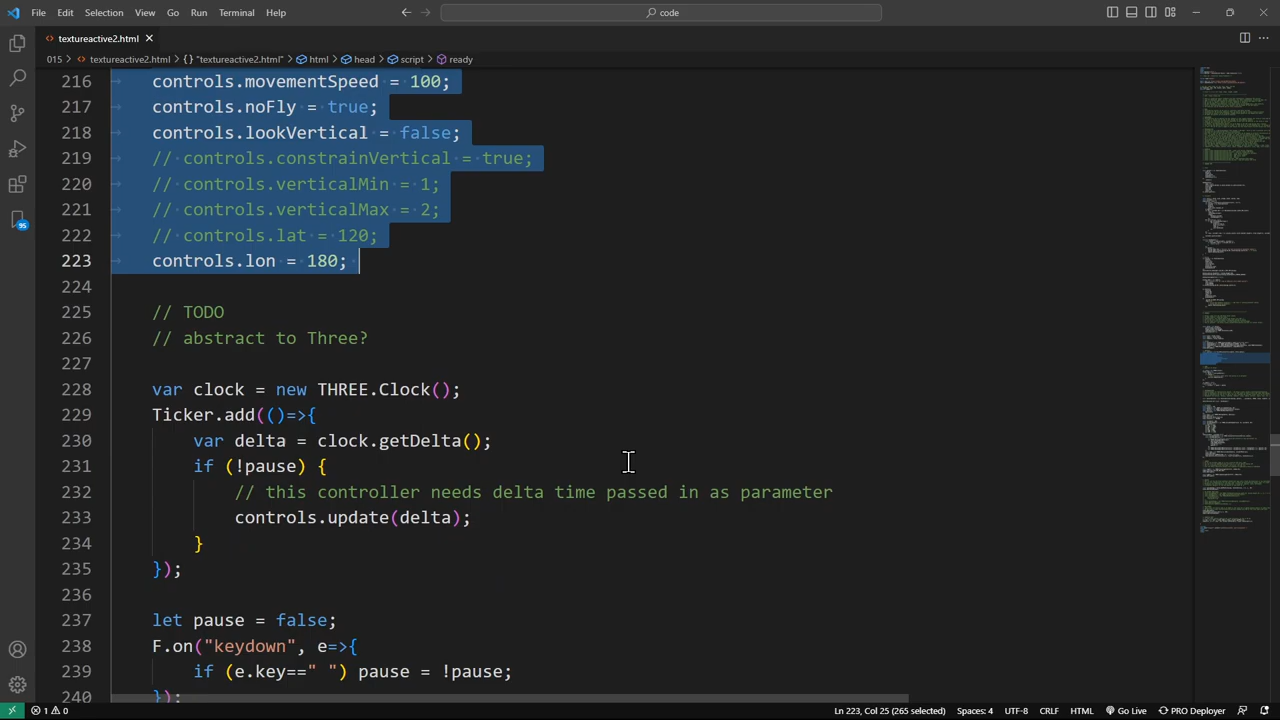 File Edit Selection View Go Run Terminal Help
code
textureactive2.html
015 > textureactive2.html > "textureactive2.html" > html > head > script > ready
216 controls.movementSpeed = 100;
217 controls.noFly = true;
218 controls.lookVertical = false;
219 // controls.constrainVertical = true;
220 // controls.verticalMin = 1;
221 // controls.verticalMax = 2;
222 // controls.lat = 120;
223 controls.lon = 180;
224
225 // TODO
226 // abstract to Three?
227
228 var clock = new THREE.Clock();
229 Ticker.add(()=>{
230 var delta = clock.getDelta();
231 if (!pause) {
232 // this controller needs delta time passed in as parameter
233 controls.update(delta);
234 }
235 });
236
237 let pause = false;
238 F.on("keydown", e=>{
239 if (e.key==" ") pause = !pause;
240 });
95
1 0 Ln 223, Col 25 (265 selected) Spaces: 4 UTF-8 CRLF HTML Go Live PRO Deployer